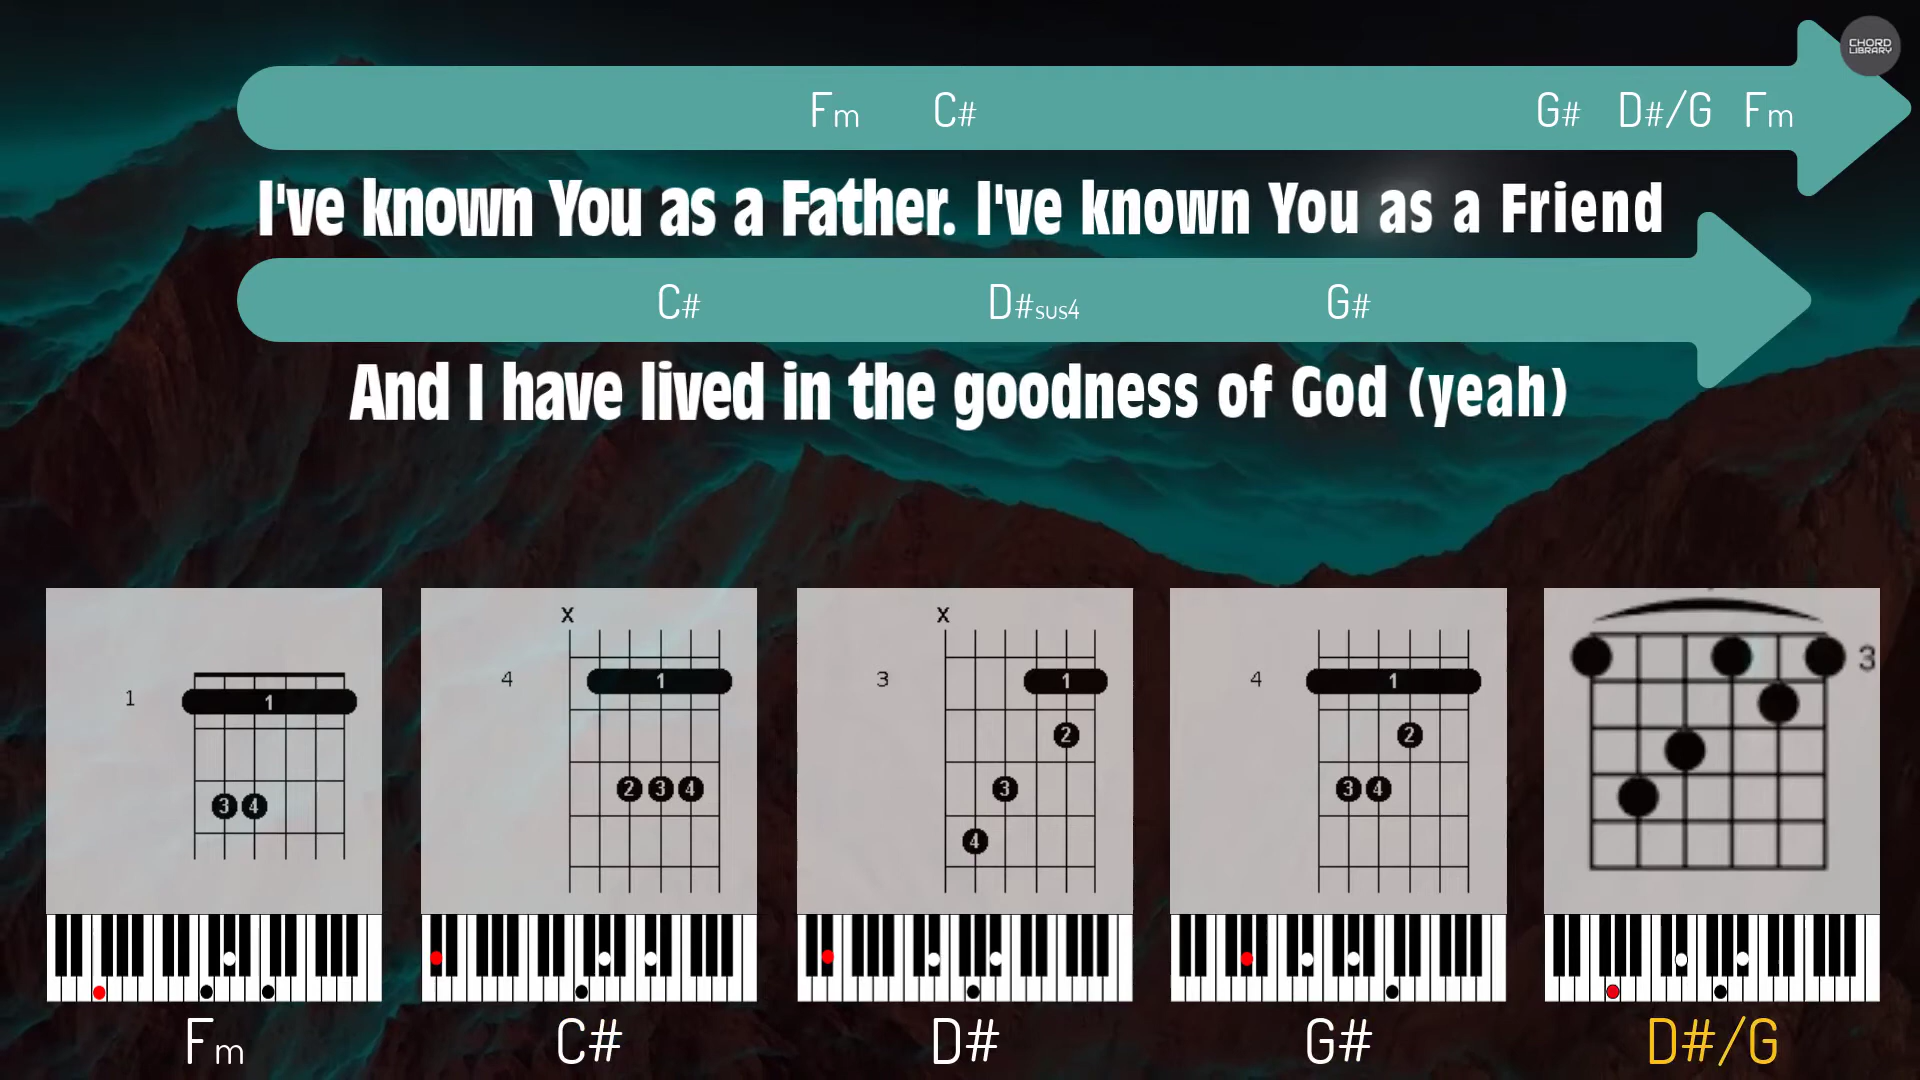 CHORD
LIBRARY
Fm C# G# D#/G Fm
I've known You as a Father. I've known You as a Friend
C# D#sus4 G#
And I have lived in the goodness of God (yeah)
x x
1 4 3 4 3
1 1 1 1
2 2
3 4 2 3 4 3 3 4
4
Fm C# D# G# D#/G